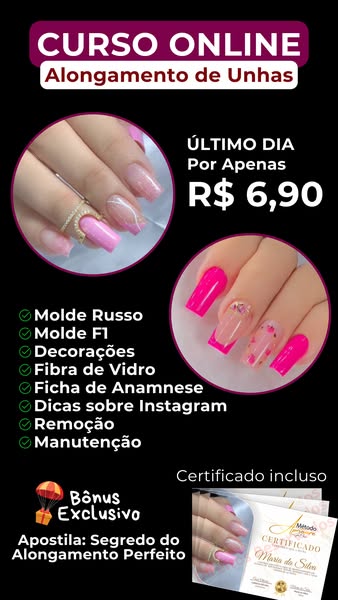 CURSO ONLINE
Alongamento de Unhas
ÚLTIMO DIA
Por Apenas
R$ 6,90
Molde Russo
Molde F1
Decorações
Fibra de Vidro
Ficha de Anamnese
Dicas sobre Instagram
Remoção
Manutenção
Certificado incluso
Bônus
Exclusivo
Apostila: Segredo do
Alongamento Perfeito
Método
CERTIFICADO
Maria da Silva